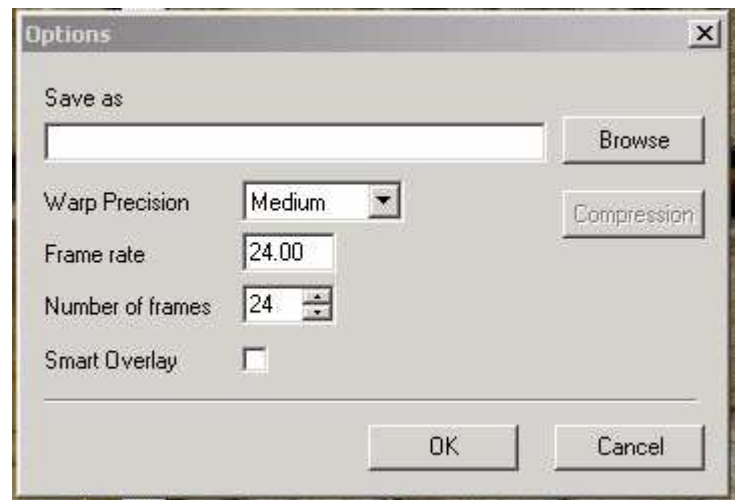 Options
Save as
Browse
Warp Precision Medium
Compression
Frame rate 24.00
Number of frames 24
Smart Overlay
OK Cancel